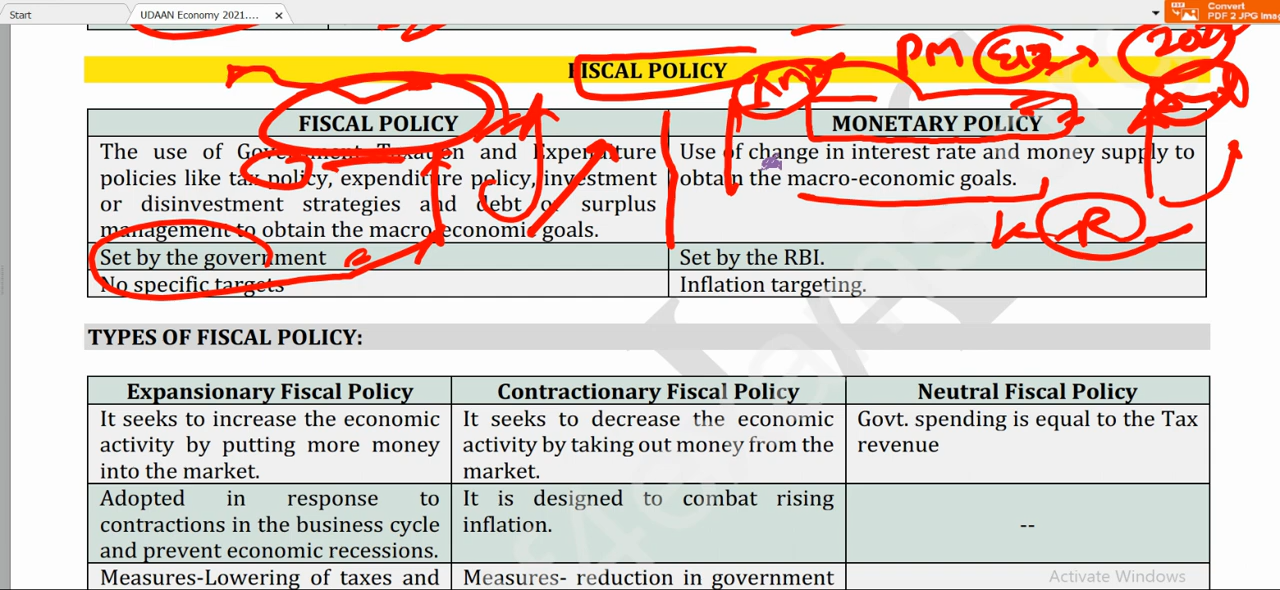 Start
UDAAN Economy 2021....
Convert
PDF 2 JPG Imag
PM
FISCAL POLICY
FISCAL POLICY
MONETARY POLICY
The use of Government Taxation and Expenditure
policies like tax policy, expenditure policy, investment
or disinvestment strategies and debt or surplus
management to obtain the macro-economic goals.
Use of change in interest rate and money supply to
obtain the macro-economic goals.
R
Set by the government
Set by the RBI.
No specific targets
Inflation targeting.
TYPES OF FISCAL POLICY:
Expansionary Fiscal Policy
Contractionary Fiscal Policy
Neutral Fiscal Policy
It seeks to increase the economic
activity by putting more money
into the market.
It seeks to decrease the economic
activity by taking out money from the
market.
Govt. spending is equal to the Tax
revenue
Adopted in response to
contractions in the business cycle
and prevent economic recessions.
It is designed to combat rising
inflation.
--
Measures-Lowering of taxes and
Measures- reduction in government
Activate Windows